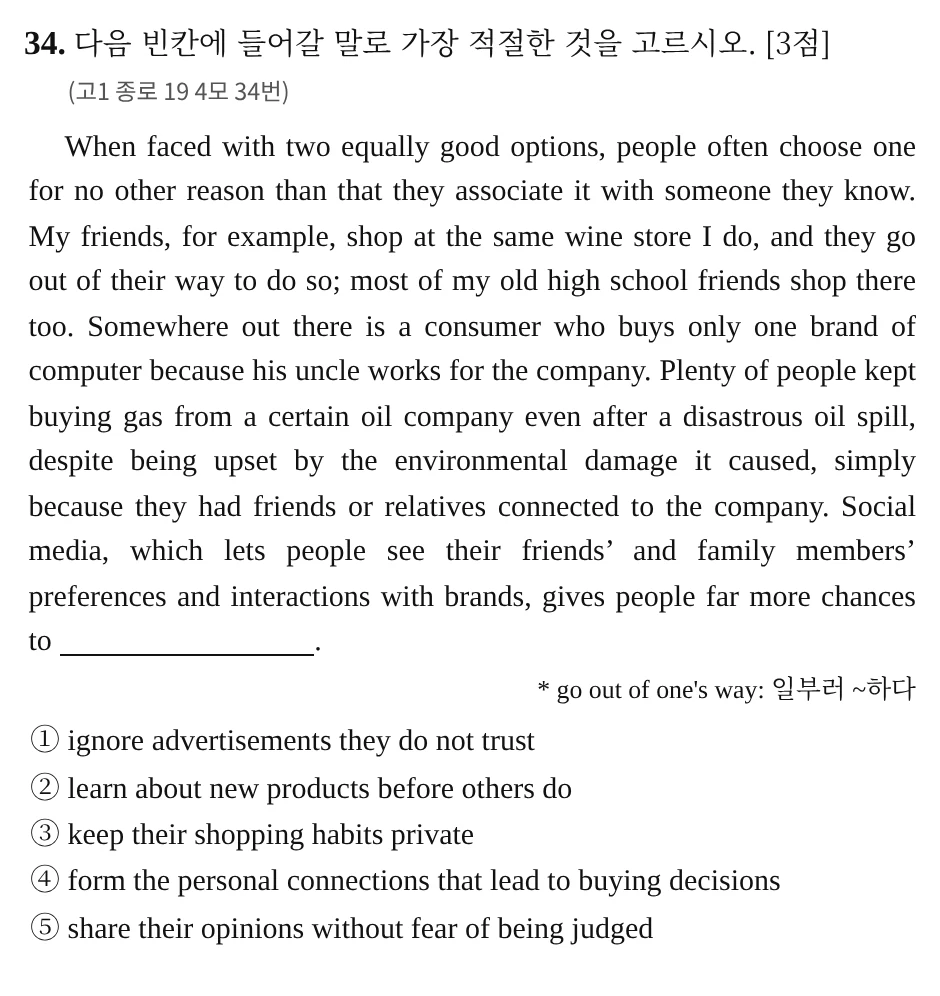 34. 다음 빈칸에 들어갈 말로 가장 적절한 것을 고르시오. [3점]
(고1 종로 19 4모 34번)
When faced with two equally good options, people often choose one
for no other reason than that they associate it with someone they know.
My friends, for example, shop at the same wine store I do, and they go
out of their way to do so; most of my old high school friends shop there
too. Somewhere out there is a consumer who buys only one brand of
computer because his uncle works for the company. Plenty of people kept
buying gas from a certain oil company even after a disastrous oil spill,
despite being upset by the environmental damage it caused, simply
because they had friends or relatives connected to the company. Social
media, which lets people see their friends’ and family members’
preferences and interactions with brands, gives people far more chances
to _________________.
* go out of one's way: 일부러 ~하다
① ignore advertisements they do not trust
② learn about new products before others do
③ keep their shopping habits private
④ form the personal connections that lead to buying decisions
⑤ share their opinions without fear of being judged